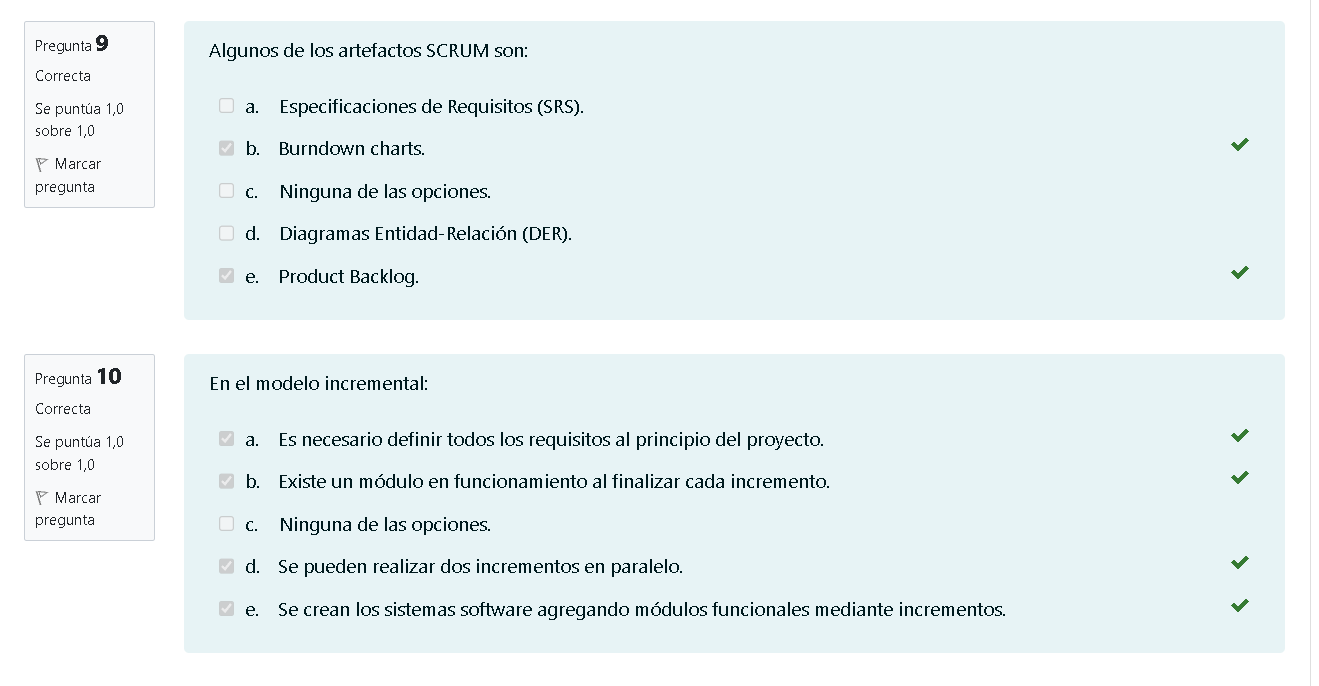 Pregunta 9
Correcta
Se puntúa 1,0
sobre 1,0
Marcar
pregunta
Algunos de los artefactos SCRUM son:
a. Especificaciones de Requisitos (SRS).
b. Burndown charts.
c. Ninguna de las opciones.
d. Diagramas Entidad-Relación (DER).
e. Product Backlog.
Pregunta 10
Correcta
Se puntúa 1,0
sobre 1,0
Marcar
pregunta
En el modelo incremental:
a. Es necesario definir todos los requisitos al principio del proyecto.
b. Existe un módulo en funcionamiento al finalizar cada incremento.
c. Ninguna de las opciones.
d. Se pueden realizar dos incrementos en paralelo.
e. Se crean los sistemas software agregando módulos funcionales mediante incrementos.